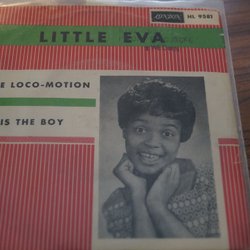 LONDON
HL 9581
LITTLE EVA
E LOCO-MOTION
IS THE BOY